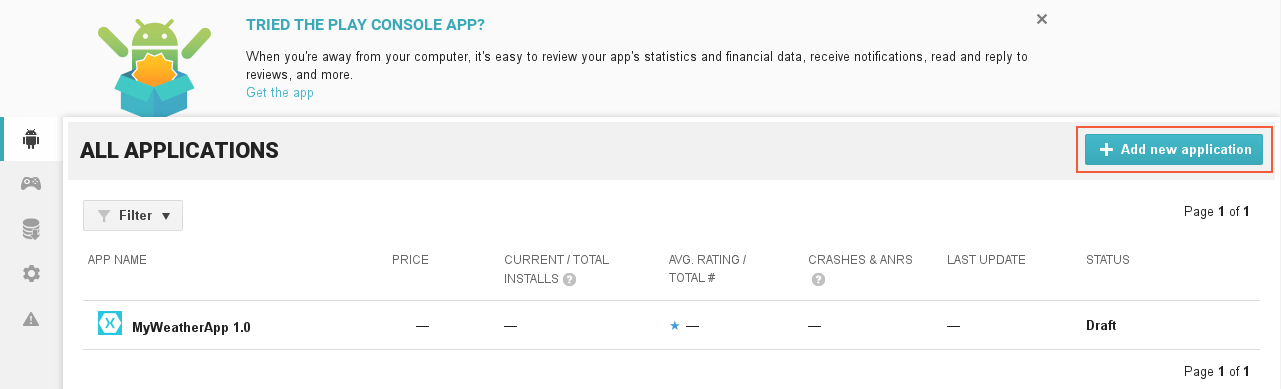 TRIED THE PLAY CONSOLE APP?
When you're away from your computer, it's easy to review your app's statistics and financial data, receive notifications, read and reply to
reviews, and more.
Get the app
ALL APPLICATIONS
Add new application
Filter
Page 1 of 1
APP NAME PRICE CURRENT / TOTAL AVG. RATING / CRASHES & ANRS LAST UPDATE STATUS
INSTALLS ? TOTAL # ?
MyWeatherApp 1.0 — — ★ — — — Draft
Page 1 of 1